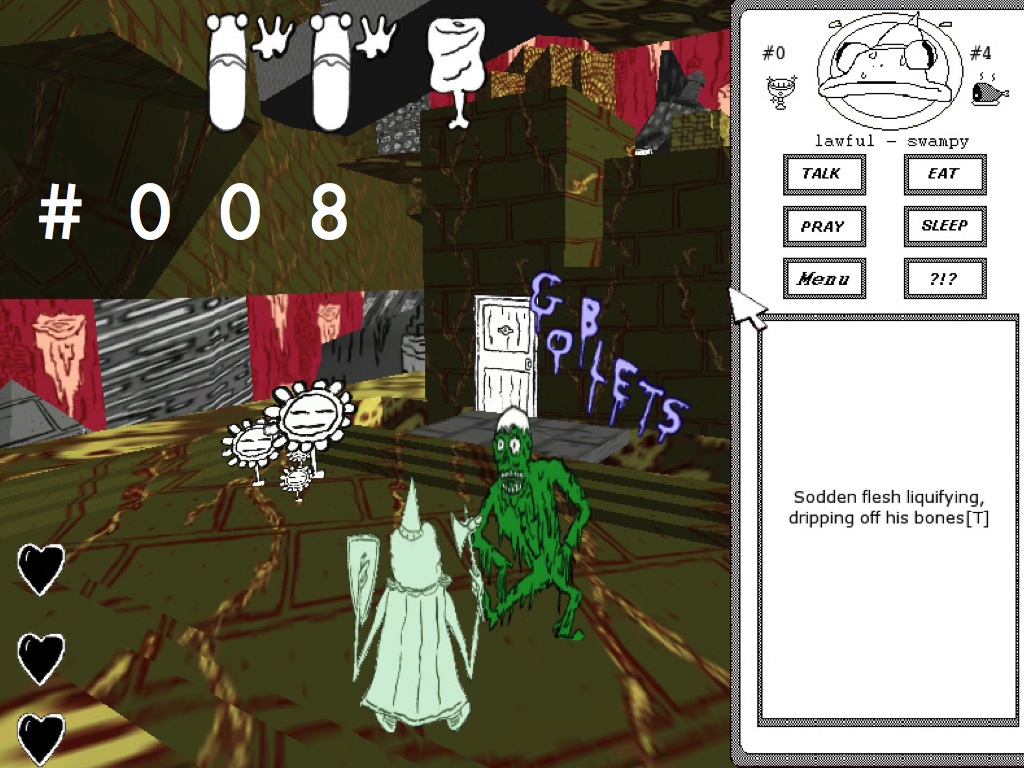 # 0 0 8
GOBLETS
#0
#4
lawful – swampy
TALK
EAT
PRAY
SLEEP
Menu
?!?
Sodden flesh liquifying,
dripping off his bones[T]